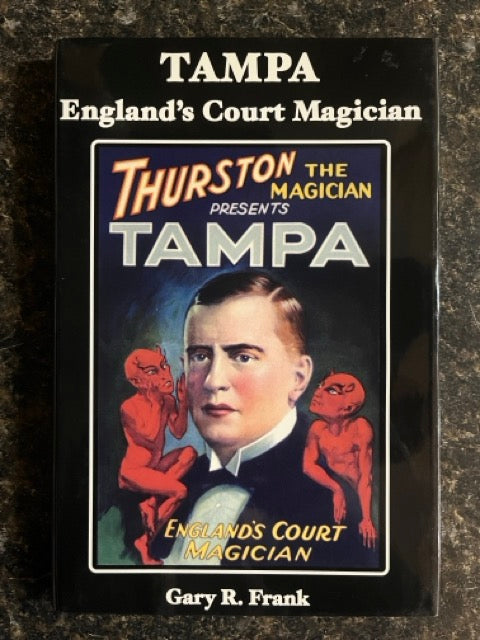 TAMPA
England's Court Magician
THURSTON THE
MAGICIAN
PRESENTS
TAMPA
ENGLAND'S COURT
MAGICIAN
Gary R. Frank